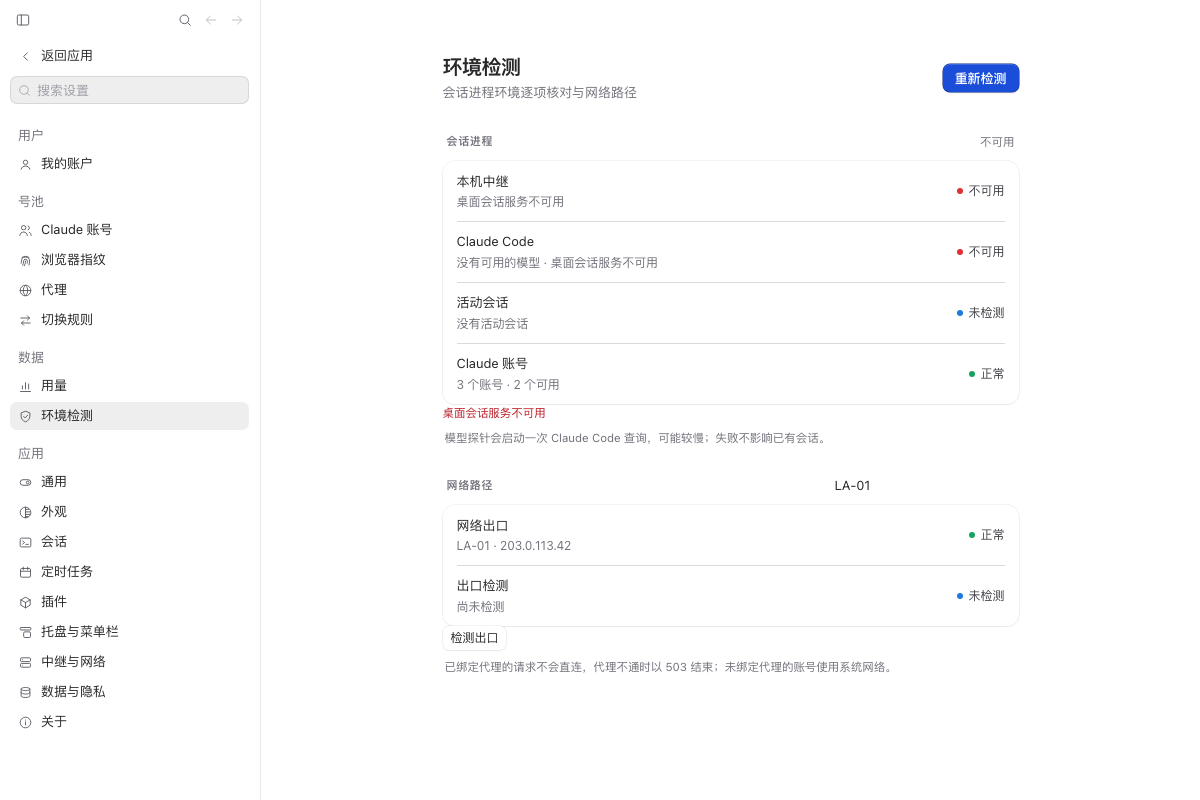 返回应用
搜索设置
用户
我的账户
号池
Claude 账号
浏览器指纹
代理
切换规则
数据
用量
环境检测
应用
通用
外观
会话
定时任务
插件
托盘与菜单栏
中继与网络
数据与隐私
关于
环境检测
会话进程环境逐项核对与网络路径
重新检测
会话进程
不可用
本机中继
桌面会话服务不可用
不可用
Claude Code
没有可用的模型 · 桌面会话服务不可用
不可用
活动会话
没有活动会话
未检测
Claude 账号
3 个账号 · 2 个可用
正常
桌面会话服务不可用
模型探针会启动一次 Claude Code 查询，可能较慢；失败不影响已有会话。
网络路径
LA-01
网络出口
LA-01 · 203.0.113.42
正常
出口检测
尚未检测
未检测
检测出口
已绑定代理的请求不会直连，代理不通时以 503 结束；未绑定代理的账号使用系统网络。